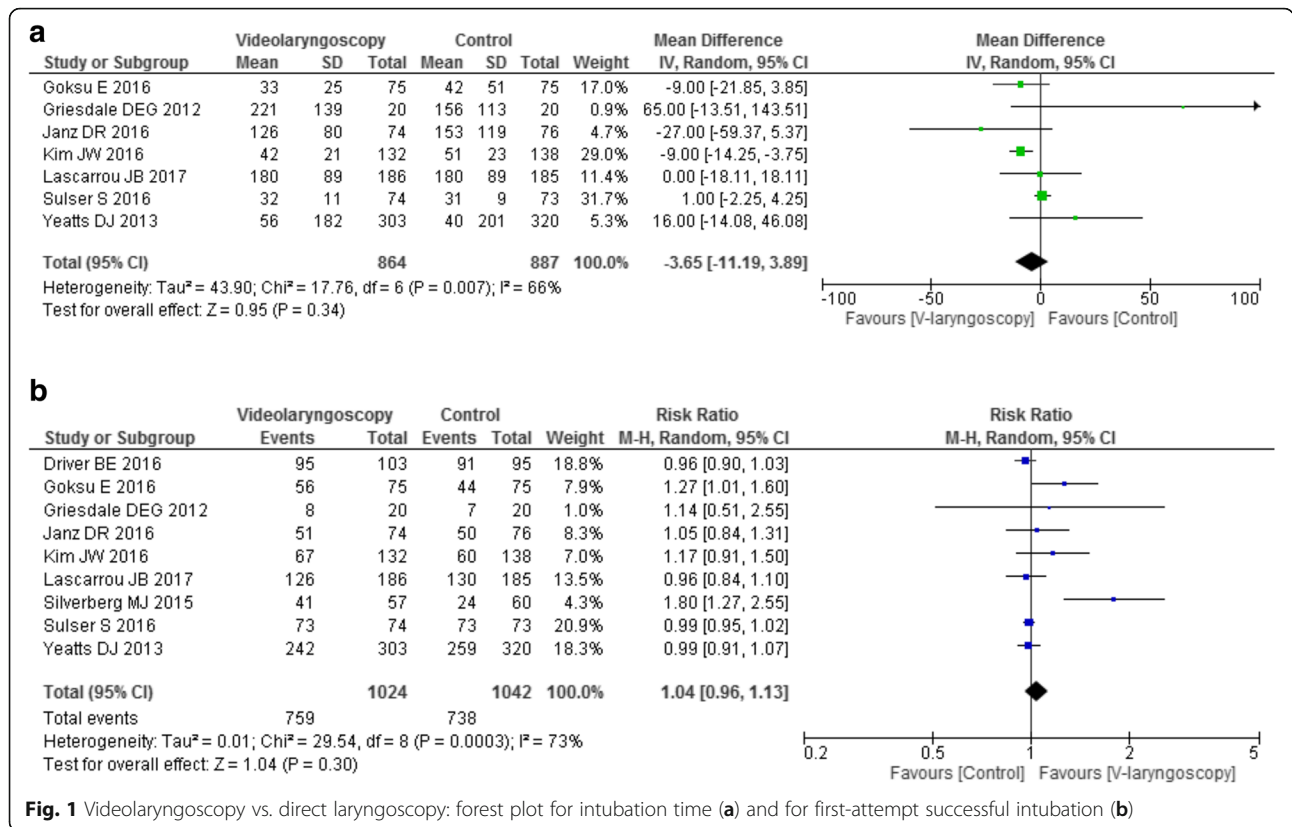 a
Videolaryngoscopy Control Mean Difference Mean Difference
Study or Subgroup Mean SD Total Mean SD Total Weight IV, Random, 95% CI IV, Random, 95% CI
Goksu E 2016 33 25 75 42 51 75 17.0% -9.00 [-21.85, 3.85]
Griesdale DEG 2012 221 139 20 156 113 20 0.9% 65.00 [-13.51, 143.51]
Janz DR 2016 126 80 74 153 119 76 4.7% -27.00 [-59.37, 5.37]
Kim JW 2016 42 21 132 51 23 138 29.0% -9.00 [-14.25, -3.75]
Lascarrou JB 2017 180 89 186 180 89 185 11.4% 0.00 [-18.11, 18.11]
Sulser S 2016 32 11 74 31 9 73 31.7% 1.00 [-2.25, 4.25]
Yeatts DJ 2013 56 182 303 40 201 320 5.3% 16.00 [-14.08, 46.08]
Total (95% CI) 864 887 100.0% -3.65 [-11.19, 3.89]
Heterogeneity: Tau² = 43.90; Chi² = 17.76, df = 6 (P = 0.007); I² = 66%
Test for overall effect: Z = 0.95 (P = 0.34)
-100 -50 0 50 100
Favours [V-laryngoscopy] Favours [Control]
b
Videolaryngoscopy Control Risk Ratio Risk Ratio
Study or Subgroup Events Total Events Total Weight M-H, Random, 95% CI M-H, Random, 95% CI
Driver BE 2016 95 103 91 95 18.8% 0.96 [0.90, 1.03]
Goksu E 2016 56 75 44 75 7.9% 1.27 [1.01, 1.60]
Griesdale DEG 2012 8 20 7 20 1.0% 1.14 [0.51, 2.55]
Janz DR 2016 51 74 50 76 8.3% 1.05 [0.84, 1.31]
Kim JW 2016 67 132 60 138 7.0% 1.17 [0.91, 1.50]
Lascarrou JB 2017 126 186 130 185 13.5% 0.96 [0.84, 1.10]
Silverberg MJ 2015 41 57 24 60 4.3% 1.80 [1.27, 2.55]
Sulser S 2016 73 74 73 73 20.9% 0.99 [0.95, 1.02]
Yeatts DJ 2013 242 303 259 320 18.3% 0.99 [0.91, 1.07]
Total (95% CI) 1024 1042 100.0% 1.04 [0.96, 1.13]
Total events 759 738
Heterogeneity: Tau² = 0.01; Chi² = 29.54, df = 8 (P = 0.0003); I² = 73%
Test for overall effect: Z = 1.04 (P = 0.30)
0.2 0.5 1 2 5
Favours [Control] Favours [V-laryngoscopy]
Fig. 1 Videolaryngoscopy vs. direct laryngoscopy: forest plot for intubation time (a) and for first-attempt successful intubation (b)